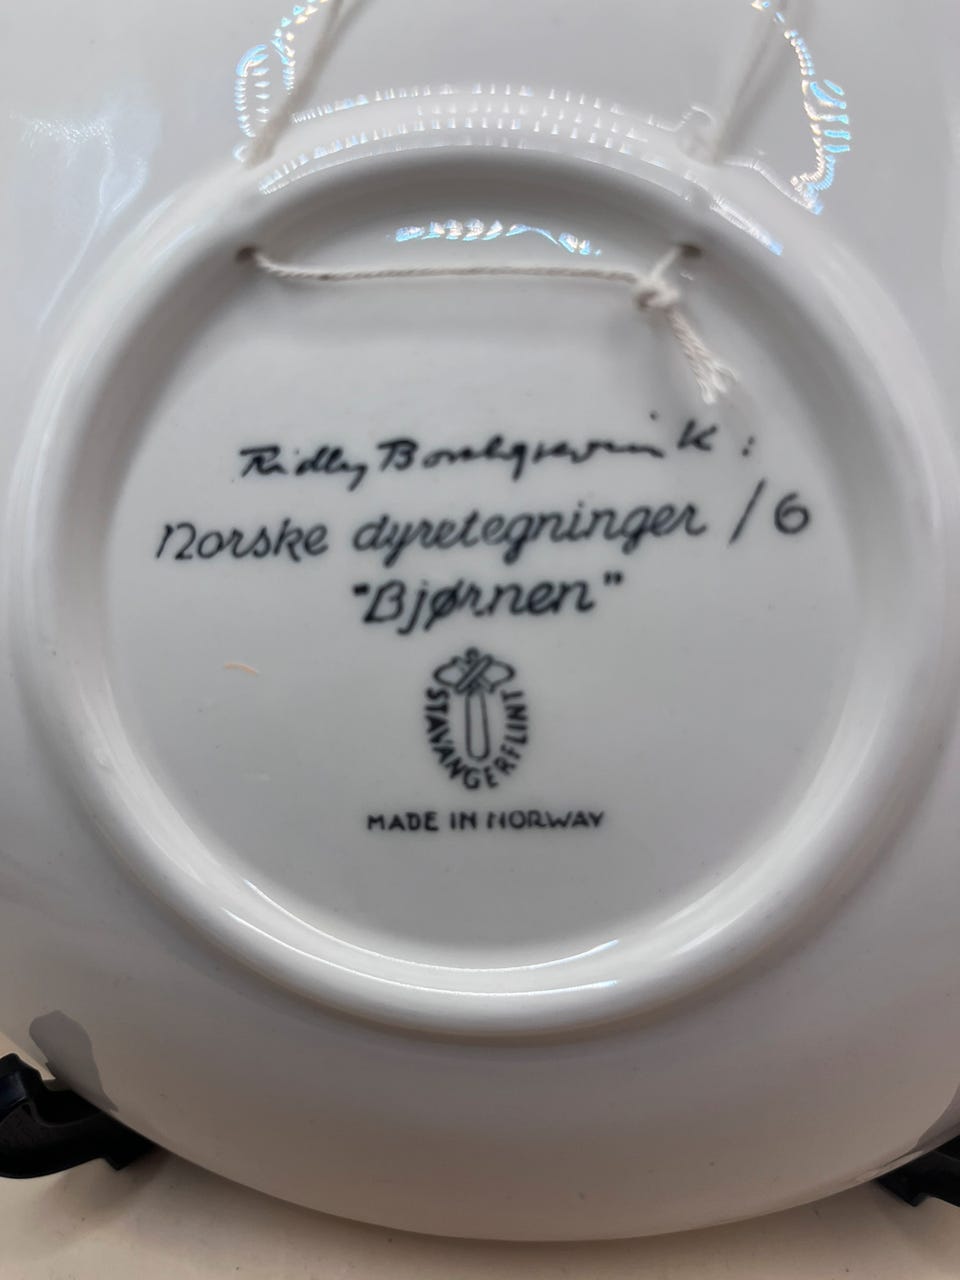 Ridley Borchgrevink :
Norske dyretegninger / 6
"Bjørnen"
STAVANGERFLINT
MADE IN NORWAY